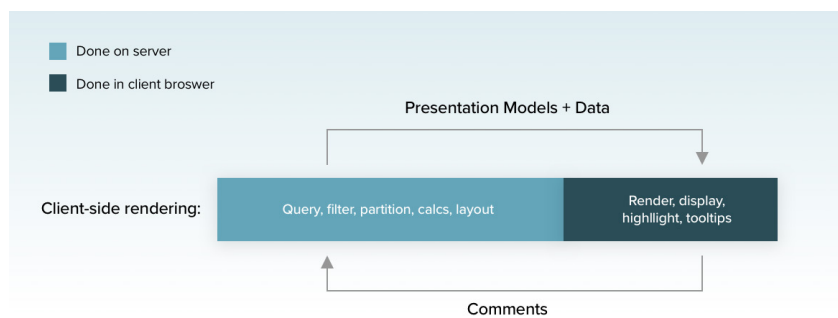 Done on server
Done in client broswer
Presentation Models + Data
Client-side rendering:
Query, filter, partition, calcs, layout
Render, display,
highllight, tooltips
Comments